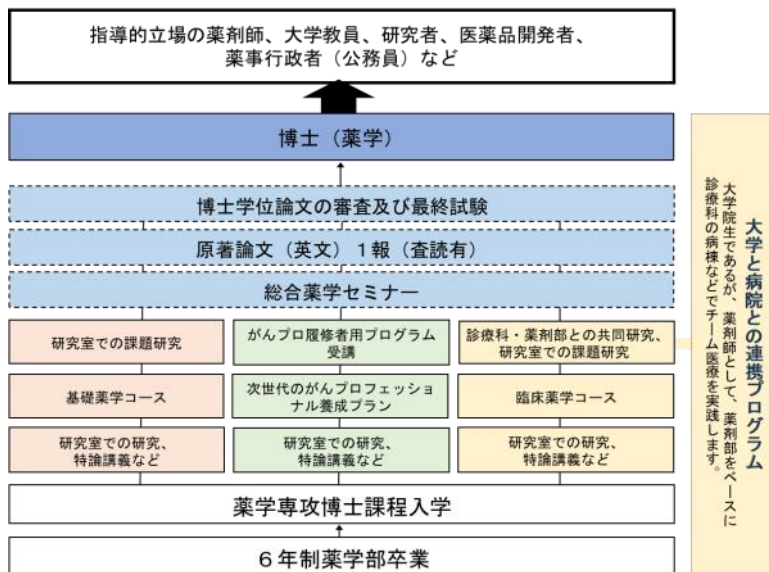 指導的立場の薬剤師、大学教員、研究者、医薬品開発者、
薬事行政者（公務員）など
博士（薬学）
博士学位論文の審査及び最終試験
原著論文（英文）１報（査読有）
総合薬学セミナー
研究室での課題研究
がんプロ履修者用プログラム
受講
診療科・薬剤部との共同研究、
研究室での課題研究
基礎薬学コース
次世代のがんプロフェッショ
ナル養成プラン
臨床薬学コース
研究室での研究、
特論講義など
研究室での研究、
特論講義など
研究室での研究、
特論講義など
薬学専攻博士課程入学
６年制薬学部卒業
大学と病院との連携プログラム
大学院生であるが、薬剤師として、薬剤部をベースに
診療科の病棟などでチーム医療を実践します。